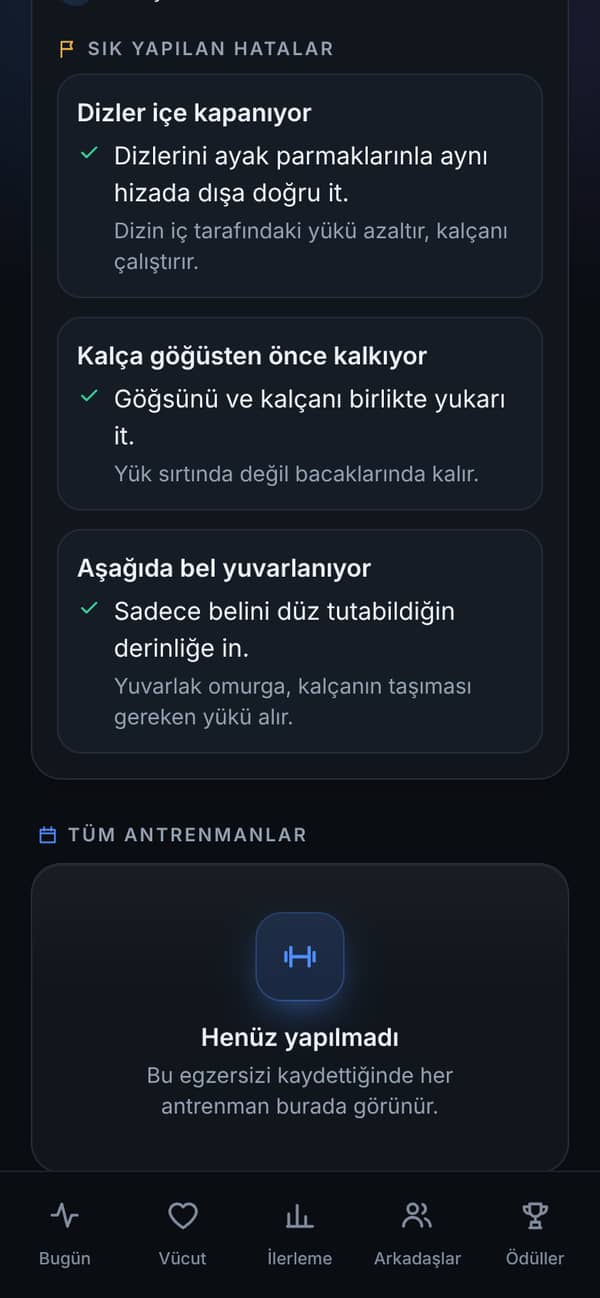 SIK YAPILAN HATALAR
Dizler içe kapanıyor
Dizlerini ayak parmaklarınla aynı
hizada dışa doğru it.
Dizin iç tarafındaki yükü azaltır, kalçanı
çalıştırır.
Kalça göğüsten önce kalkıyor
Göğsünü ve kalçanı birlikte yukarı
it.
Yük sırtında değil bacaklarında kalır.
Aşağıda bel yuvarlanıyor
Sadece belini düz tutabildiğin
derinliğe in.
Yuvarlak omurga, kalçanın taşıması
gereken yükü alır.
TÜM ANTRENMANLAR
Henüz yapılmadı
Bu egzersizi kaydettiğinde her
antrenman burada görünür.
Bugün
Vücut
İlerleme
Arkadaşlar
Ödüller